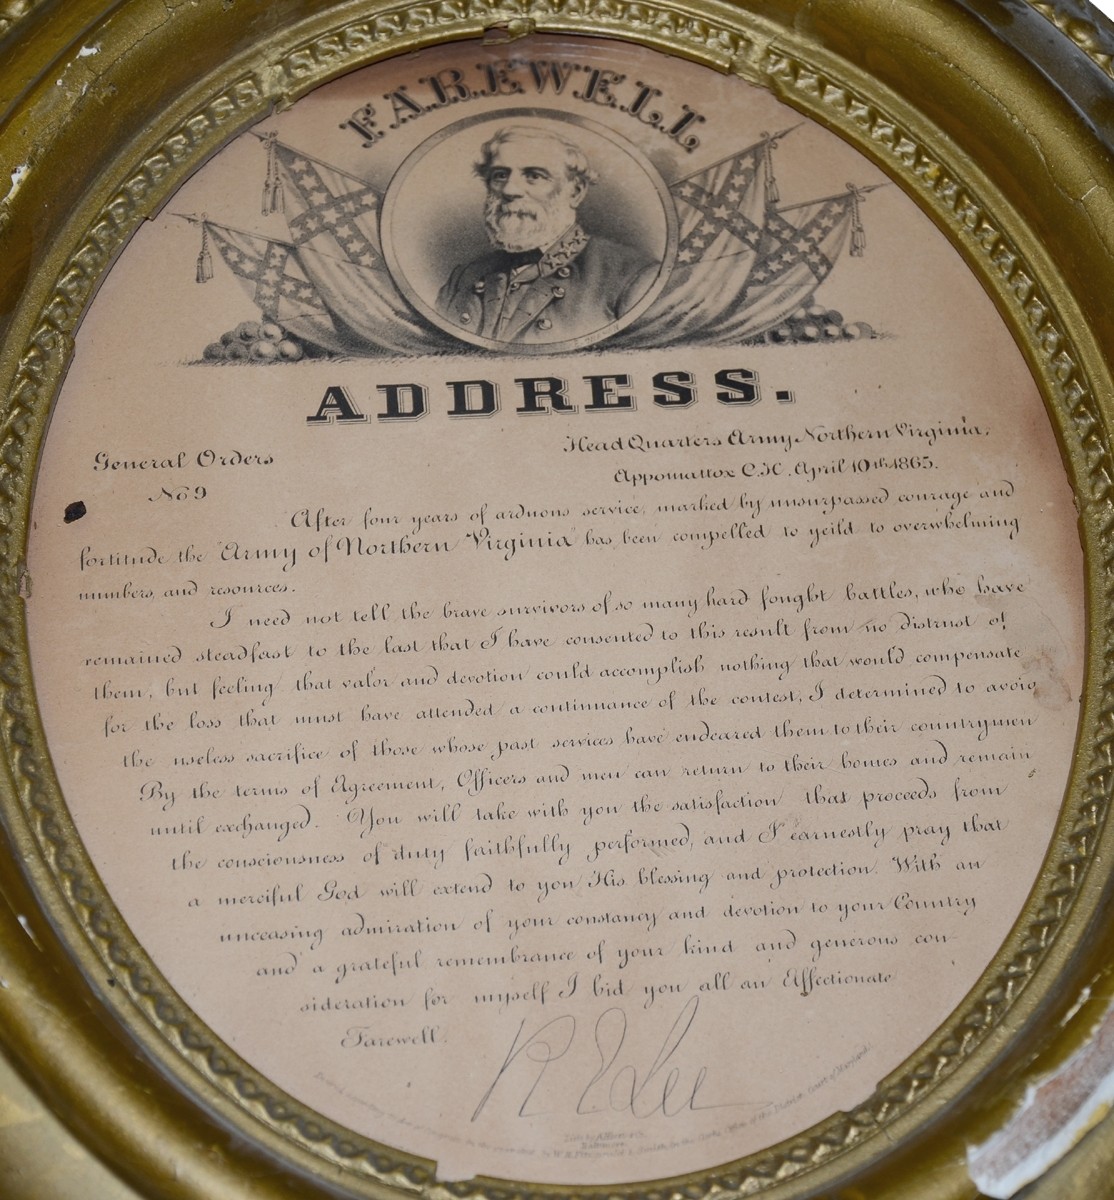 FAREWELL
ADDRESS.
General Orders
No 9
Head Quarters Army Northern Virginia,
Appomattox C.H. April 10th 1865.
After four years of arduous service, marked by unsurpassed courage and
fortitude the Army of Northern Virginia has been compelled to yeild to overwhelming
numbers, and resources.
I need not tell the brave survivors of so many hard fought battles, who have
remained steadfast to the last that I have consented to this result from no distrust of
them; but feeling that valor and devotion could accomplish nothing that would compensate
for the loss that must have attended a continuance of the contest, I determined to avoid
the useless sacrifice of those whose past services have endeared them to their countrymen
By the terms of Agreement, Officers and men can return to their homes and remain
until exchanged. You will take with you the satisfaction that proceeds from
the consciousness of duty faithfully performed, and I earnestly pray that
a merciful God will extend to you His blessing and protection. With an
unceasing admiration of your constancy and devotion to your Country
and a grateful remembrance of your kind and generous con-
sideration for myself I bid you all an Affectionate
Farewell.
R E Lee